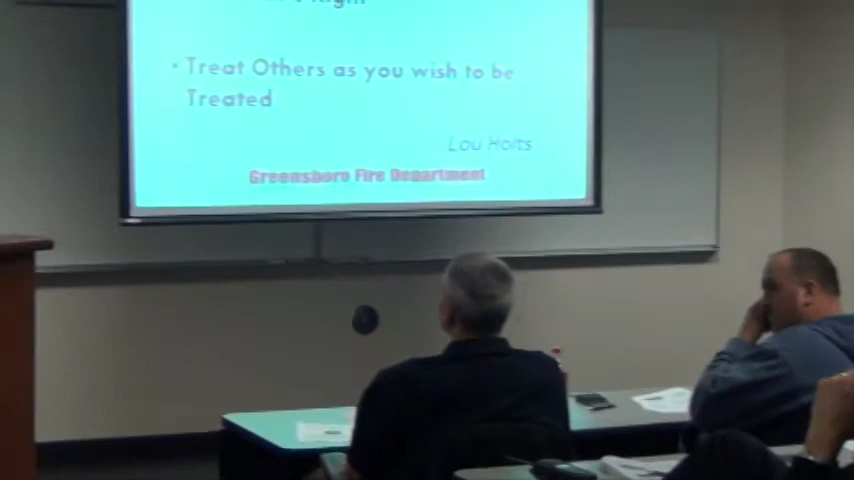 • Treat Others as you wish to be
Treated
Lou Holts
Greensboro Fire Department